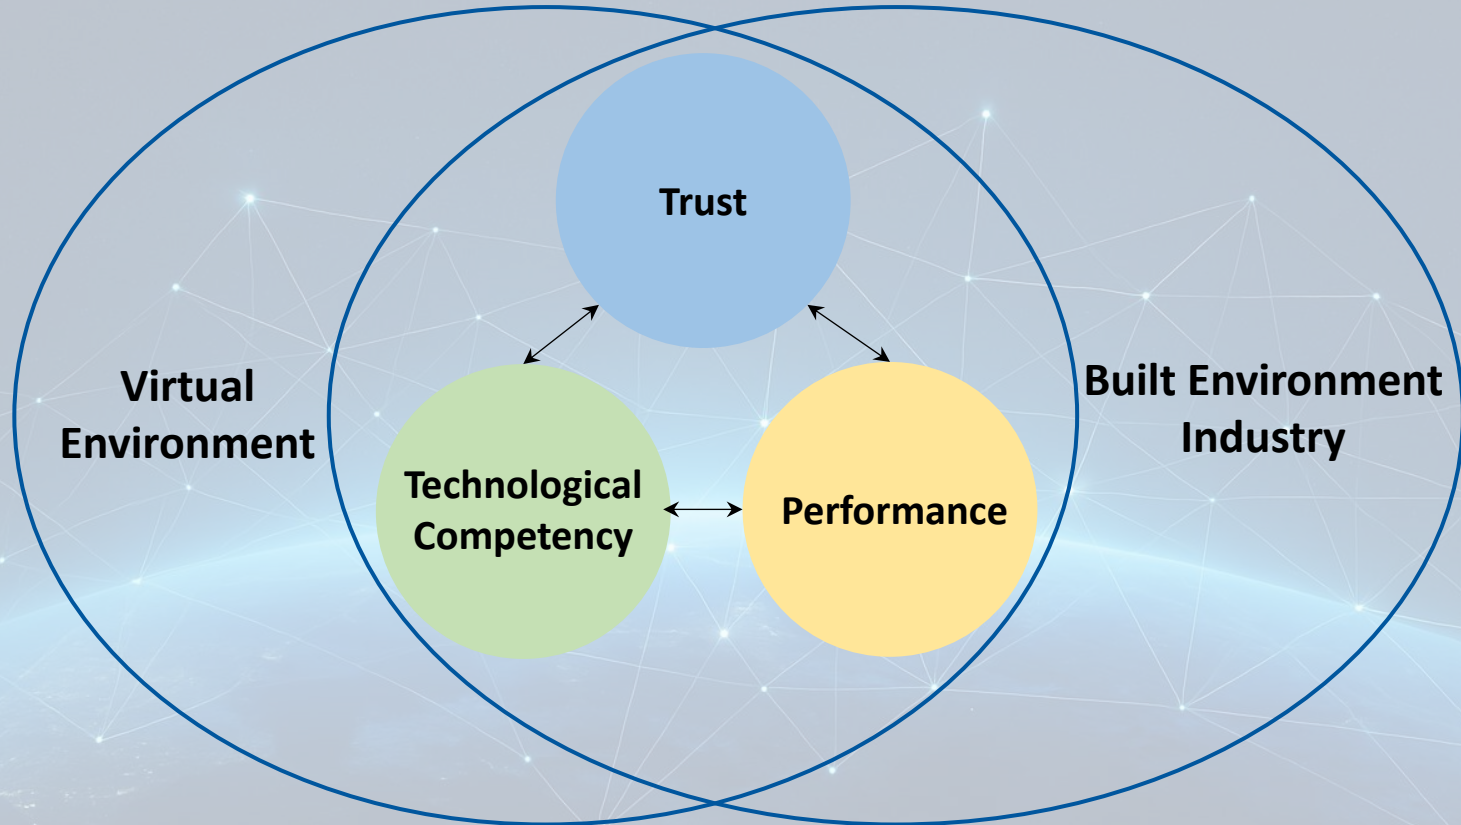 Trust
Virtual
Environment
Built Environment
Industry
Technological
Competency
Performance